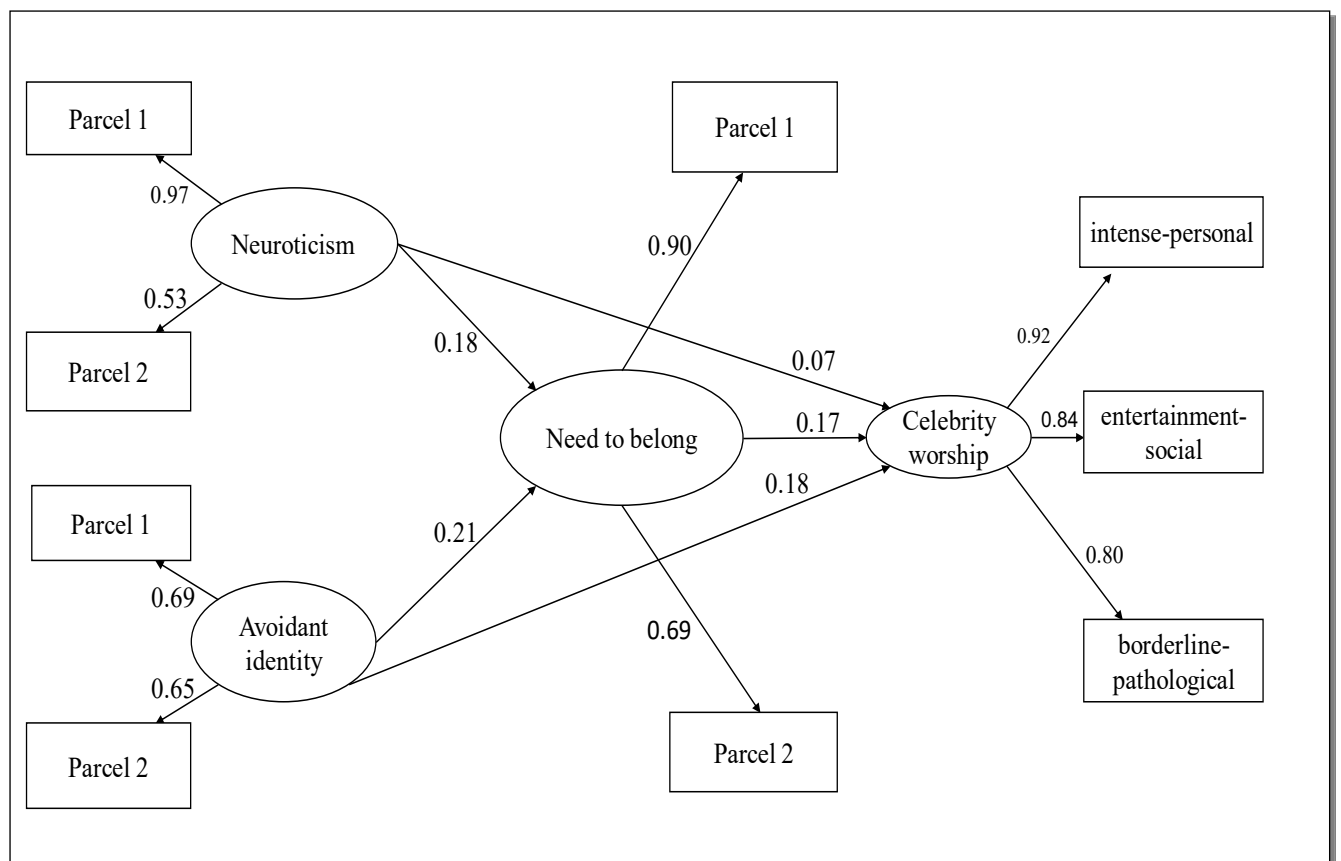 Parcel 1
0.97
Neuroticism
0.53
Parcel 2
Parcel 1
0.90
0.18
0.07
Need to belong
0.17
0.18
0.21
Parcel 1
0.69
Avoidant
identity
0.65
Parcel 2
0.69
Parcel 2
Celebrity
worship
intense-personal
0.92
0.84
entertainment-
social
0.80
borderline-
pathological